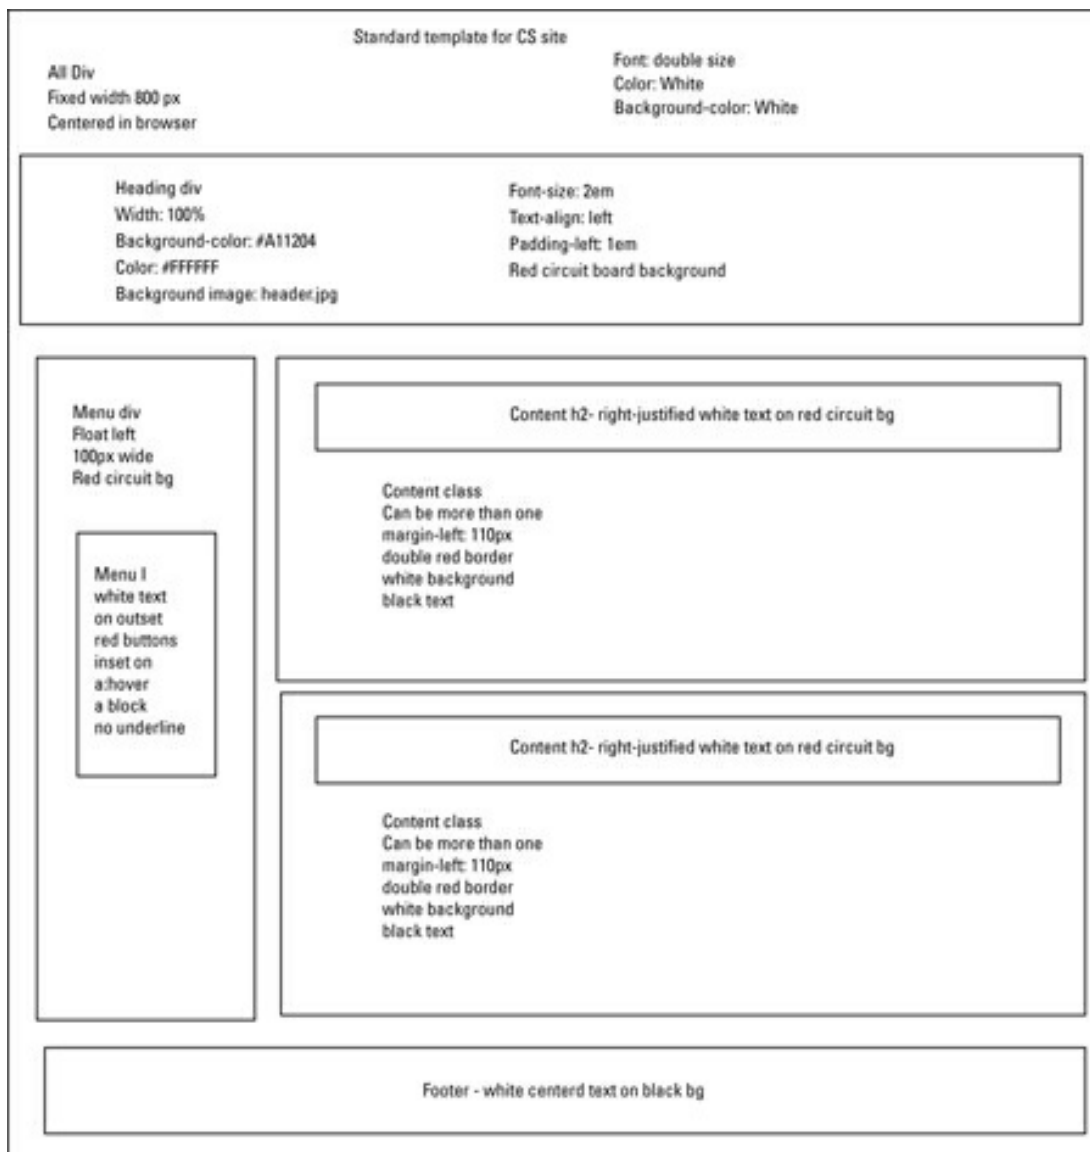 Standard template for CS site
All Div
Fixed width 800 px
Centered in browser
Font: double size
Color: White
Background-color: White
Heading div
Width: 100%
Background-color: #A11204
Color: #FFFFFF
Background image: header.jpg
Font-size: 2em
Text-align: left
Padding-left: 1em
Red circuit board background
Menu div
Float left
100px wide
Red circuit bg
Menu l
white text
on outset
red buttons
inset on
a:hover
a block
no underline
Content h2- right-justified white text on red circuit bg
Content class
Can be more than one
margin-left: 110px
double red border
white background
black text
Content h2- right-justified white text on red circuit bg
Content class
Can be more than one
margin-left: 110px
double red border
white background
black text
Footer - white centerd text on black bg